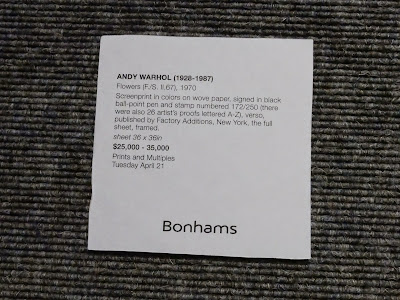 ANDY WARHOL (1928-1987)
Flowers (F./S. II.67), 1970
Screenprint in colors on wove paper, signed in black
ball-point pen and stamp numbered 172/250 (there
were also 26 artist's proofs lettered A-Z), verso,
published by Factory Additions, New York, the full
sheet, framed.
sheet 36 x 36in
$25,000 - 35,000
Prints and Multiples
Tuesday April 21
Bonhams